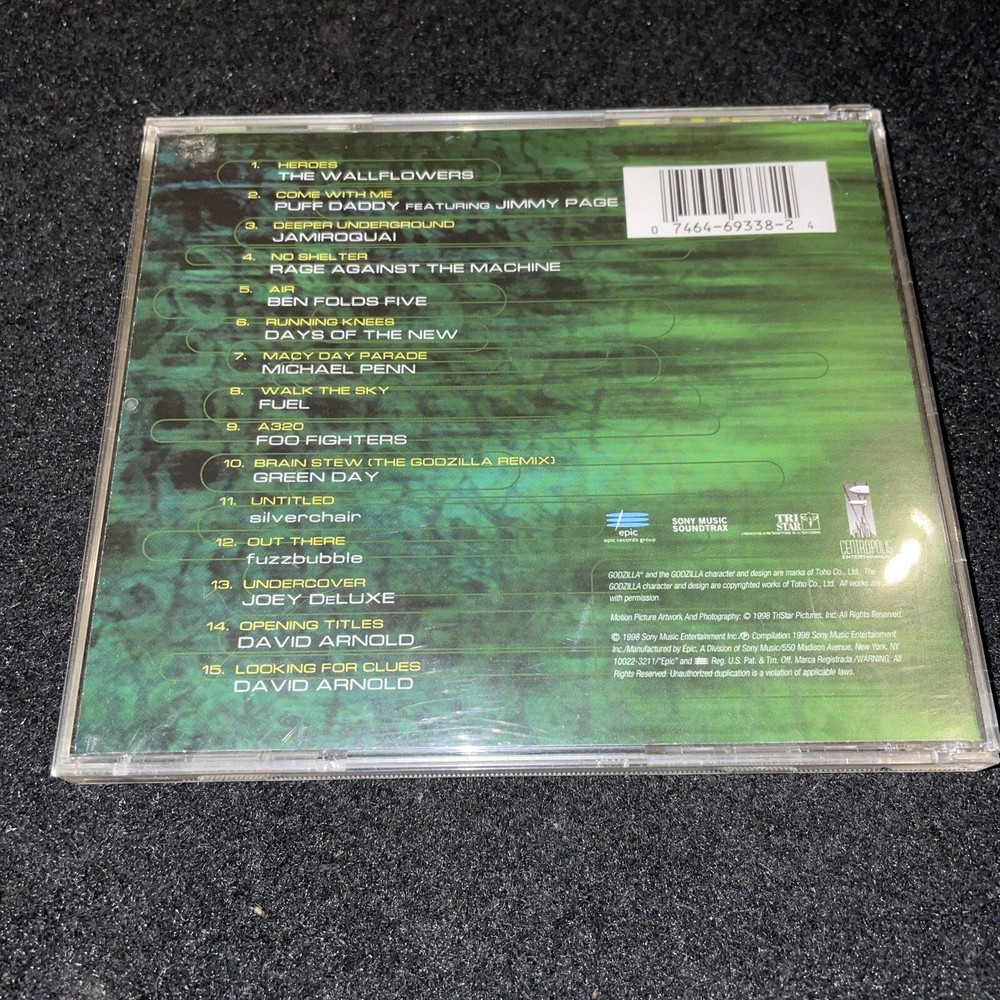 1. HEROES
THE WALLFLOWERS
2. COME WITH ME
PUFF DADDY FEATURING JIMMY PAGE
3. DEEPER UNDERGROUND
JAMIROQUAI
4. NO SHELTER
RAGE AGAINST THE MACHINE
5. AIR
BEN FOLDS FIVE
6. RUNNING KNEES
DAYS OF THE NEW
7. MACY DAY PARADE
MICHAEL PENN
8. WALK THE SKY
FUEL
9. A320
FOO FIGHTERS
10. BRAIN STEW (THE GODZILLA REMIX)
GREEN DAY
11. UNTITLED
silverchair
12. OUT THERE
fuzzbubble
13. UNDERCOVER
JOEY DeLUXE
14. OPENING TITLES
DAVID ARNOLD
15. LOOKING FOR CLUES
DAVID ARNOLD
0 7464-69338-2 4
epic
epic records group
SONY MUSIC
SOUNDTRAX
TRI
STAR
CENTROPOLIS
ENTERTAINMENT
GODZILLA® and the GODZILLA character and design are marks of Toho Co., Ltd. The
GODZILLA character and design are copyrighted works of Toho Co., Ltd. All works are
with permission.
Motion Picture Artwork And Photography: © 1998 TriStar Pictures, Inc. All Rights Reserved.
© 1998 Sony Music Entertainment Inc./℗ Compilation 1998 Sony Music Entertainment
Inc./Manufactured by Epic, A Division of Sony Music/550 Madison Avenue, New York, NY
10022-3211/"Epic" and Reg. U.S. Pat. & Tm. Off. Marca Registrada./WARNING: All
Rights Reserved. Unauthorized duplication is a violation of applicable laws.